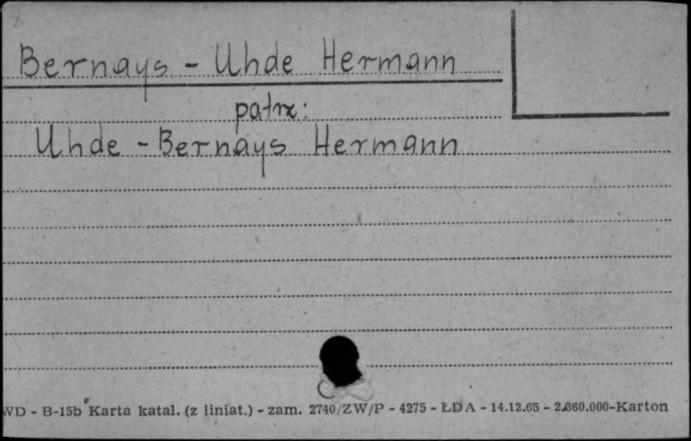 Bernays - Uhde Hermann
patrz:
Uhde - Bernays Hermann
WD - B-15b Karta katal. (z liniat.) - zam. 2740/ZW/P - 4275 - ŁDA - 14.12.65 - 2.860.000-Karton